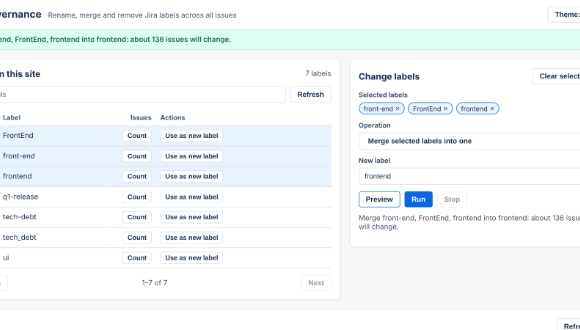 vernance Rename, merge and remove Jira labels across all issues
Theme:
end, FrontEnd, frontend into frontend: about 136 issues will change.
n this site 7 labels
els Refresh
Label Issues Actions
FrontEnd Count Use as new label
front-end Count Use as new label
frontend Count Use as new label
q1-release Count Use as new label
tech-debt Count Use as new label
tech_debt Count Use as new label
ui Count Use as new label
1–7 of 7 Next
Change labels Clear select
Selected labels
front-end × FrontEnd × frontend ×
Operation
Merge selected labels into one
New label
frontend
Preview Run Stop
Merge front-end, FrontEnd, frontend into frontend: about 136 issu
will change.
Refre